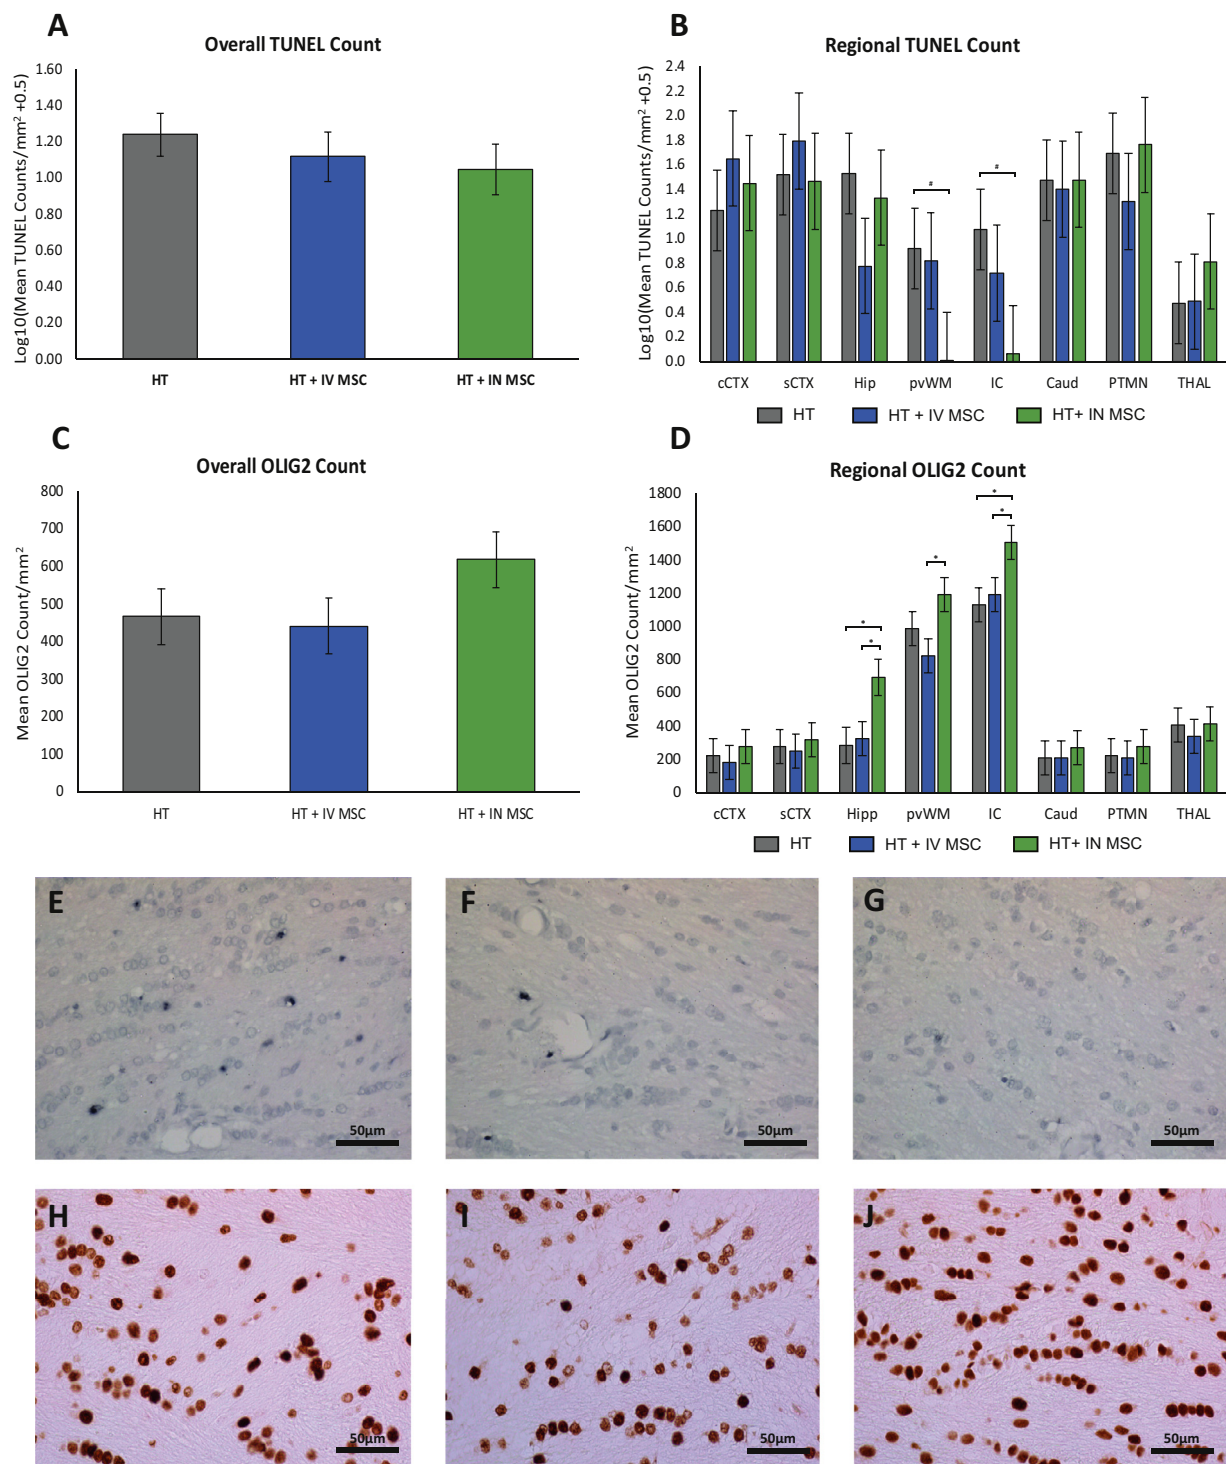 A
Overall TUNEL Count
Log10(Mean TUNEL Counts/mm² +0.5)
1.60
1.40
1.20
1.00
0.80
0.60
0.40
0.20
0.00
HT
HT + IV MSC
HT + IN MSC
B
Regional TUNEL Count
Log10(Mean TUNEL Counts/mm² +0.5)
2.4
2.2
2.0
1.8
1.6
1.4
1.2
1.0
0.8
0.6
0.4
0.2
0.0
#
#
cCTX
sCTX
Hip
pvWM
IC
Caud
PTMN
THAL
HT
HT + IV MSC
HT+ IN MSC
C
Overall OLIG2 Count
Mean OLIG2 Count/mm²
800
700
600
500
400
300
200
100
0
HT
HT + IV MSC
HT + IN MSC
D
Regional OLIG2 Count
Mean OLIG2 Count/mm²
1800
1600
1400
1200
1000
800
600
400
200
0
*
*
*
*
*
cCTX
sCTX
Hipp
pvWM
IC
Caud
PTMN
THAL
HT
HT + IV MSC
HT+ IN MSC
E
50µm
F
50µm
G
50µm
H
50µm
I
50µm
J
50µm